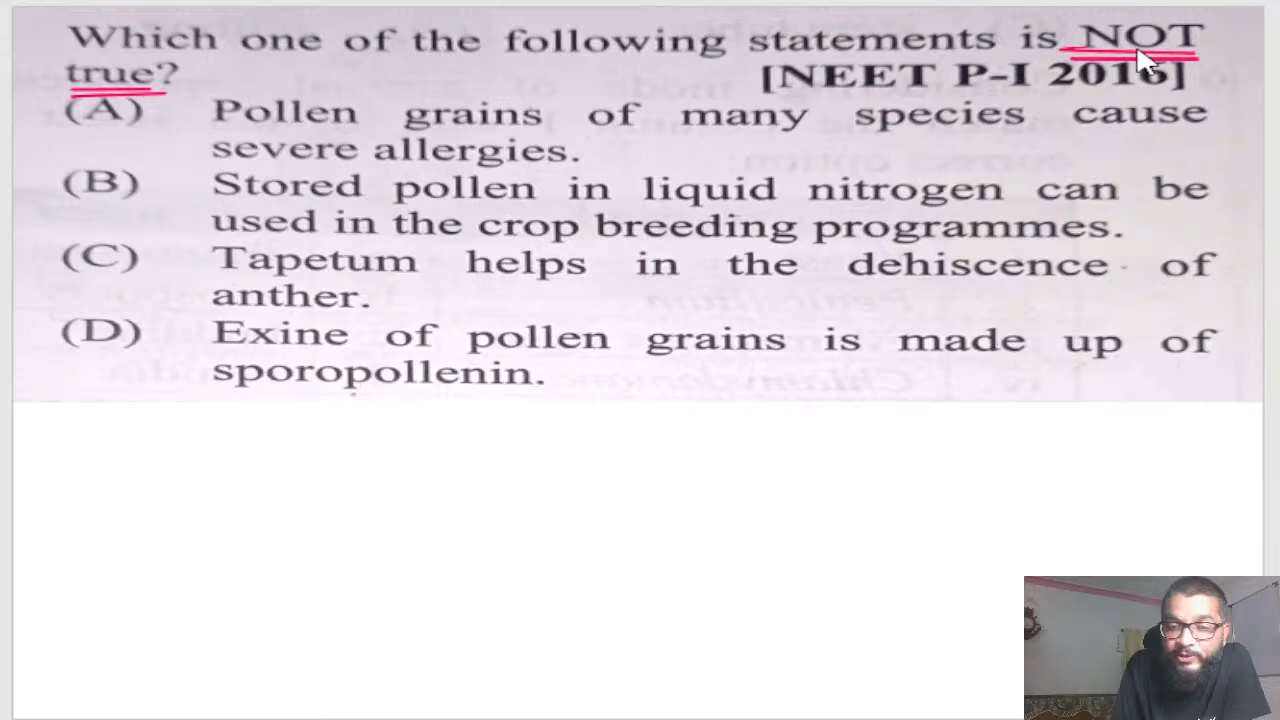 Which one of the following statements is NOT
true? [NEET P-I 2016]
(A) Pollen grains of many species cause
severe allergies.
(B) Stored pollen in liquid nitrogen can be
used in the crop breeding programmes.
(C) Tapetum helps in the dehiscence of
anther.
(D) Exine of pollen grains is made up of
sporopollenin.